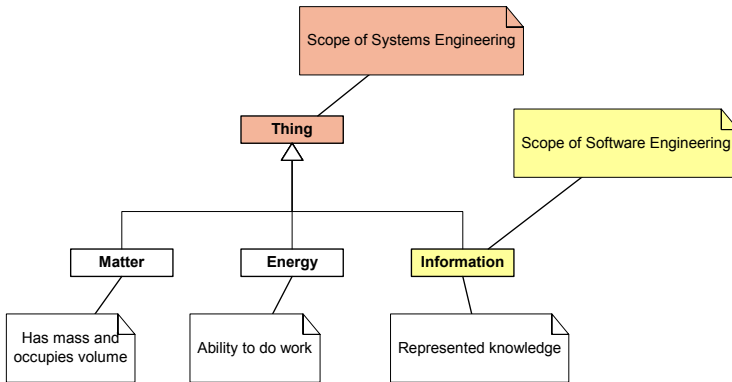 Scope of Systems Engineering
Thing
Scope of Software Engineering
Matter
Energy
Information
Has mass and
occupies volume
Ability to do work
Represented knowledge